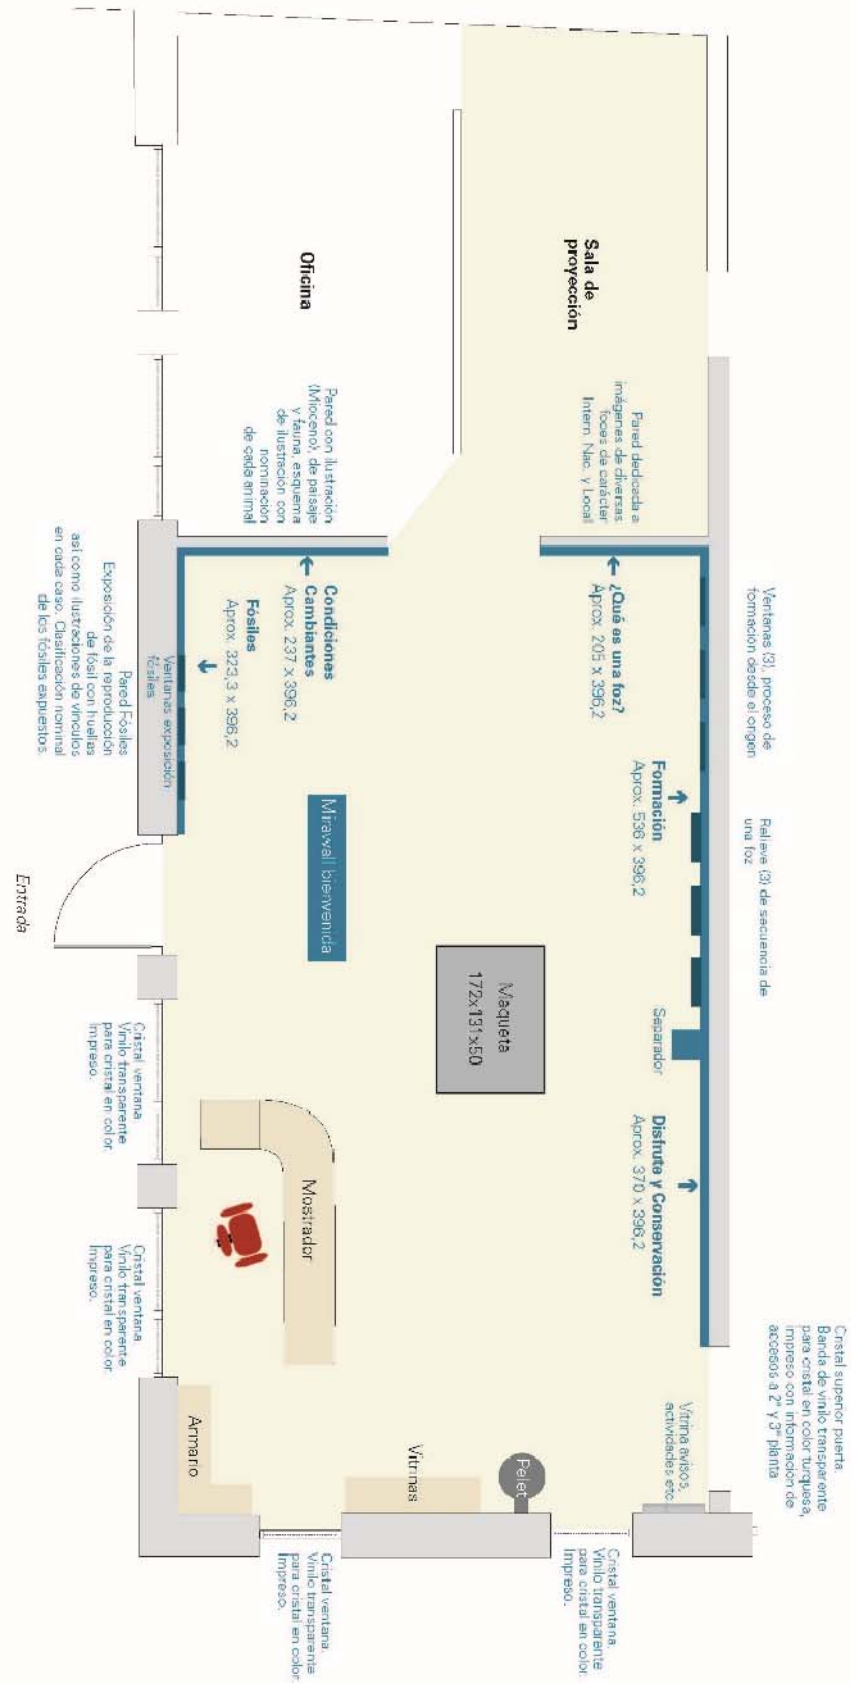 Ventanas (3), proceso de
formación desde el origen
Relieve (3) de secuencia de
una foz
Cristal superior puerta.
Banda de vinilo transparente
para cristal en color turquesa,
impreso con información de
accesos a 2ª y 3ª planta
Sala de
proyección
Pared dedicada a
imágenes de diversas
foces de carácter
Intern. Nac. y Local
¿Qué es una foz?
Aprox. 205 x 396,2
Formación
Aprox. 536 x 396,2
Separador
Disfrute y Conservación
Aprox. 370 x 396,2
Vitrina avisos,
actividades etc.
Maqueta
172x131x50
Pelet
Cristal ventana.
Vinilo transparente
para cristal en color.
Impreso.
Oficina
Pared con ilustración
(Mioceno), de paisaje
y fauna, esquema
de ilustración con
nominación
de cada animal
Condiciones
Cambiantes
Aprox. 237 x 396,2
Fósiles
Aprox. 323,3 x 396,2
Ventanas exposición
fósiles
Mirawall bienvenida
Mostrador
Vitrinas
Armario
Cristal ventana.
Vinilo transparente
para cristal en color.
Impreso.
Pared Fósiles
Exposición de la reproducción
de fósil con huellas
así como ilustraciones de vínculos
en cada caso. Clasificación nominal
de los fósiles expuestos.
Entrada
Cristal ventana.
Vinilo transparente
para cristal en color.
Impreso.
Cristal ventana.
Vinilo transparente
para cristal en color.
Impreso.